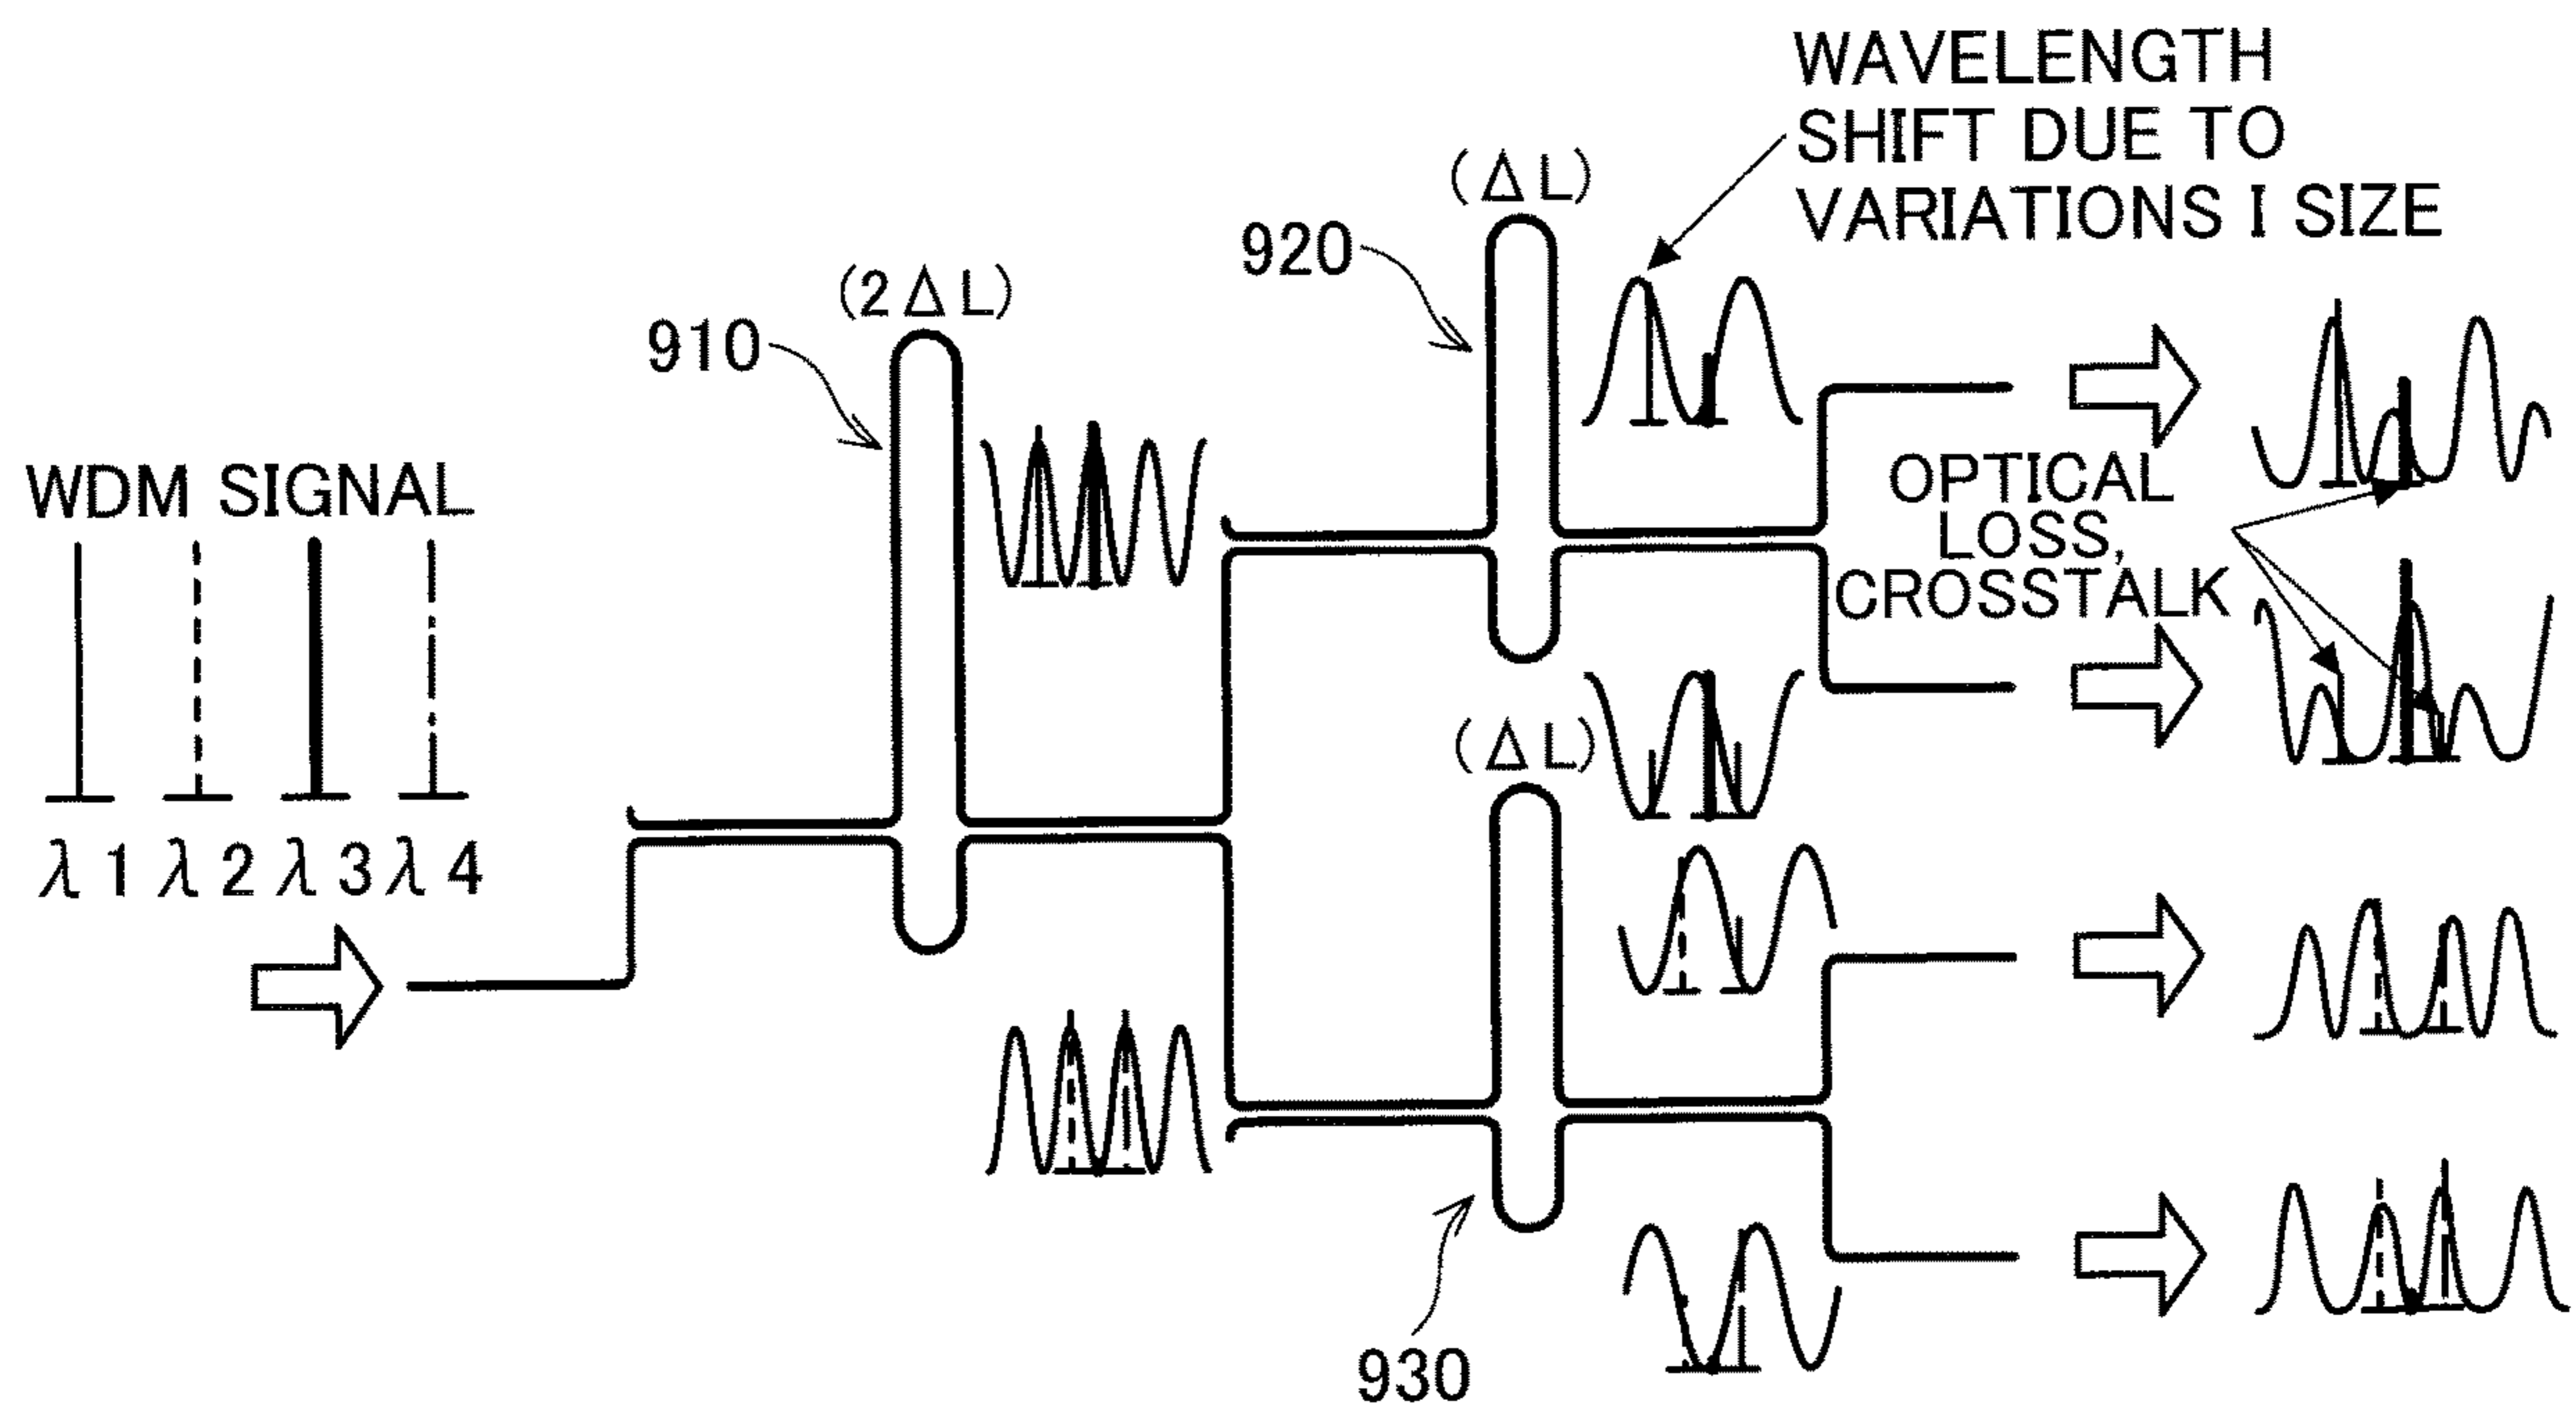 WAVELENGTH
SHIFT DUE TO
VARIATIONS I SIZE
(ΔL)
920
(2ΔL)
910
WDM SIGNAL
OPTICAL
LOSS,
CROSSTALK
(ΔL)
λ1 λ2 λ3 λ4
930